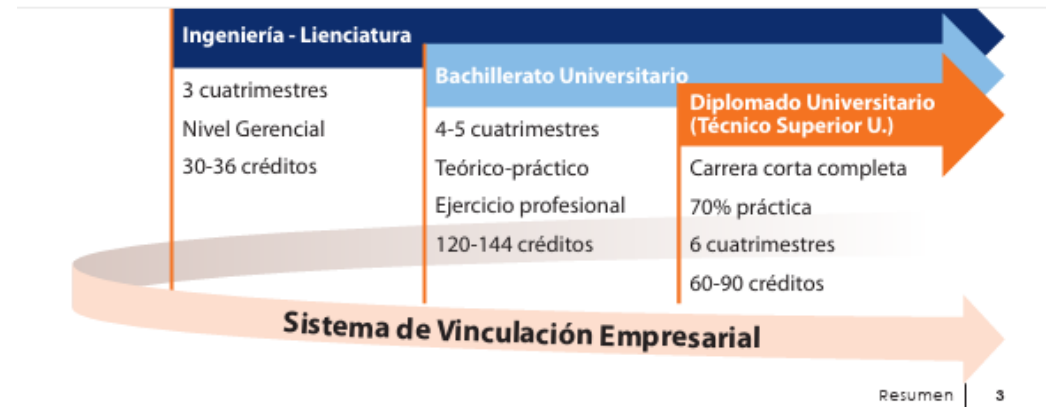 Ingeniería - Lienciatura
3 cuatrimestres
Nivel Gerencial
30-36 créditos
Bachillerato Universitario
4-5 cuatrimestres
Teórico-práctico
Ejercicio profesional
120-144 créditos
Diplomado Universitario
(Técnico Superior U.)
Carrera corta completa
70% práctica
6 cuatrimestres
60-90 créditos
Sistema de Vinculación Empresarial
Resumen 3